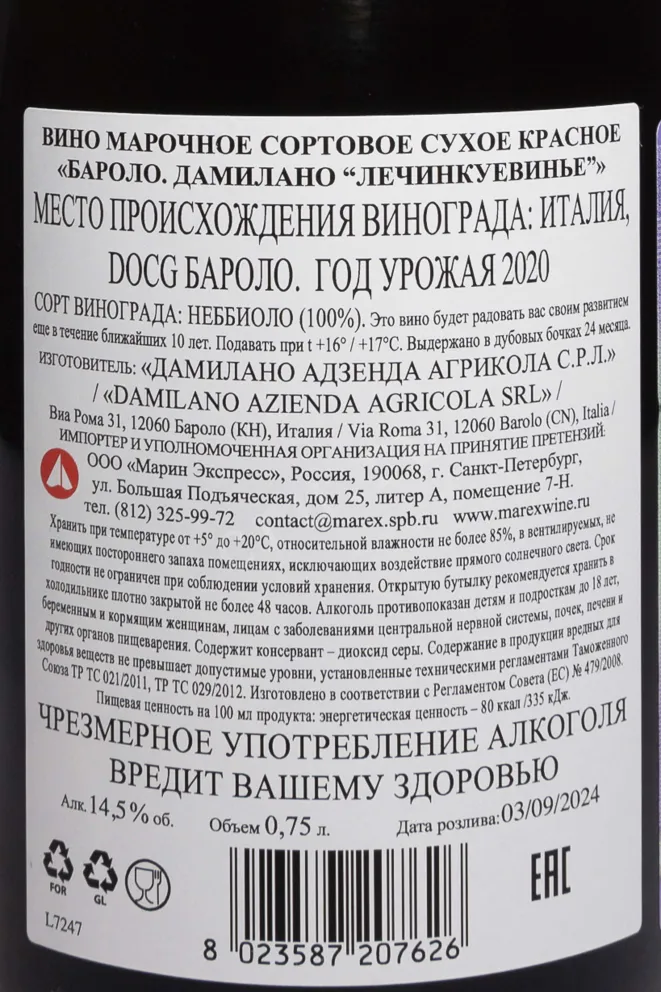 ВИНО МАРОЧНОЕ СОРТОВОЕ СУХОЕ КРАСНОЕ
«БАРОЛО. ДАМИЛАНО “ЛЕЧИНКУЕВИНЬЕ”»
МЕСТО ПРОИСХОЖДЕНИЯ ВИНОГРАДА: ИТАЛИЯ,
DOCG БАРОЛО. ГОД УРОЖАЯ 2020
СОРТ ВИНОГРАДА: НЕББИОЛО (100%). Это вино будет радовать вас своим развитием
еще в течение ближайших 10 лет. Подавать при t +16° / +17°С. Выдержано в дубовых бочках 24 месяца.
ИЗГОТОВИТЕЛЬ: «ДАМИЛАНО АДЗЕНДА АГРИКОЛА С.Р.Л.»
/ «DAMILANO AZIENDA AGRICOLA SRL» /
Виа Рома 31, 12060 Бароло (КН), Италия / Via Roma 31, 12060 Barolo (CN), Italia /
ИМПОРТЕР И УПОЛНОМОЧЕННАЯ ОРГАНИЗАЦИЯ НА ПРИНЯТИЕ ПРЕТЕНЗИЙ:
ООО «Марин Экспресс», Россия, 190068, г. Санкт-Петербург,
ул. Большая Подъяческая, дом 25, литер А, помещение 7-Н.
тел. (812) 325-99-72 contact@marex.spb.ru www.marexwine.ru
Хранить при температуре от +5° до +20°С, относительной влажности не более 85%, в вентилируемых, не
имеющих постороннего запаха помещениях, исключающих воздействие прямого солнечного света. Срок
годности не ограничен при соблюдении условий хранения. Открытую бутылку рекомендуется хранить в
холодильнике плотно закрытой не более 48 часов. Алкоголь противопоказан детям и подросткам до 18 лет,
беременным и кормящим женщинам, лицам с заболеваниями центральной нервной системы, почек, печени и
других органов пищеварения. Содержит консервант – диоксид серы. Содержание в продукции вредных для
здоровья веществ не превышает допустимые уровни, установленные техническими регламентами Таможенного
Союза ТР ТС 021/2011, ТР ТС 029/2012. Изготовлено в соответствии с Регламентом Совета (ЕС) № 479/2008.
Пищевая ценность на 100 мл продукта: энергетическая ценность – 80 ккал /335 кДж.
ЧРЕЗМЕРНОЕ УПОТРЕБЛЕНИЕ АЛКОГОЛЯ
ВРЕДИТ ВАШЕМУ ЗДОРОВЬЮ
Алк. 14,5% об. Объем 0,75 л. Дата розлива: 03/09/2024
FOR GL EAC
L7247
8 023587 207626